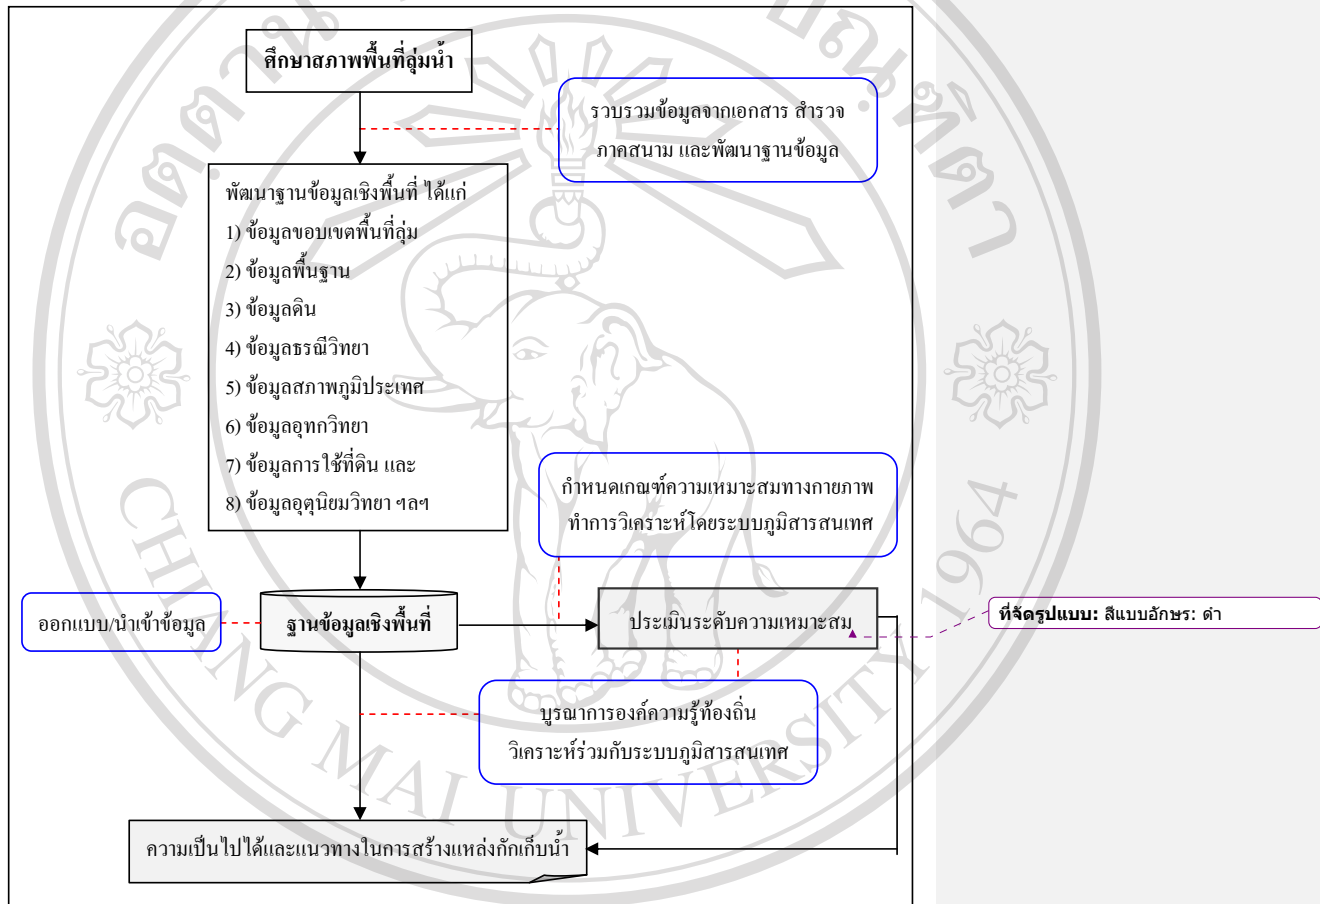 ศึกษาสภาพพื้นที่ลุ่มน้ำ
รวบรวมข้อมูลจากเอกสาร สำรวจ
ภาคสนาม และพัฒนาฐานข้อมูล
พัฒนาฐานข้อมูลเชิงพื้นที่ ได้แก่
1) ข้อมูลขอบเขตพื้นที่ลุ่ม
2) ข้อมูลพื้นฐาน
3) ข้อมูลดิน
4) ข้อมูลธรณีวิทยา
5) ข้อมูลสภาพภูมิประเทศ
6) ข้อมูลอุทกวิทยา
7) ข้อมูลการใช้ที่ดิน และ
8) ข้อมูลอุตุนิยมวิทยา ฯลฯ
กำหนดเกณฑ์ความเหมาะสมทางกายภาพ
ทำการวิเคราะห์โดยระบบภูมิสารสนเทศ
ออกแบบ/นำเข้าข้อมูล
ฐานข้อมูลเชิงพื้นที่
ประเมินระดับความเหมาะสม
ที่จัดรูปแบบ: สีแบบอักษร: ดำ
บูรณาการองค์ความรู้ท้องถิ่น
วิเคราะห์ร่วมกับระบบภูมิสารสนเทศ
ความเป็นไปได้และแนวทางในการสร้างแหล่งกักเก็บน้ำ
CHIANG MAI UNIVERSITY 1964